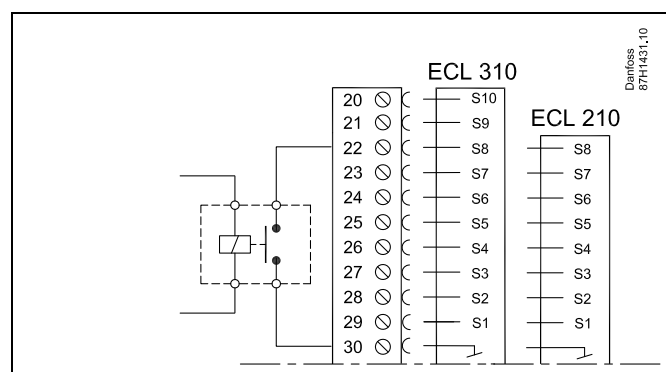 Danfoss
87H1431.10
ECL 310
ECL 210
20 S10
21 S9
22 S8 S8
23 S7 S7
24 S6 S6
25 S5 S5
26 S4 S4
27 S3 S3
28 S2 S2
29 S1 S1
30